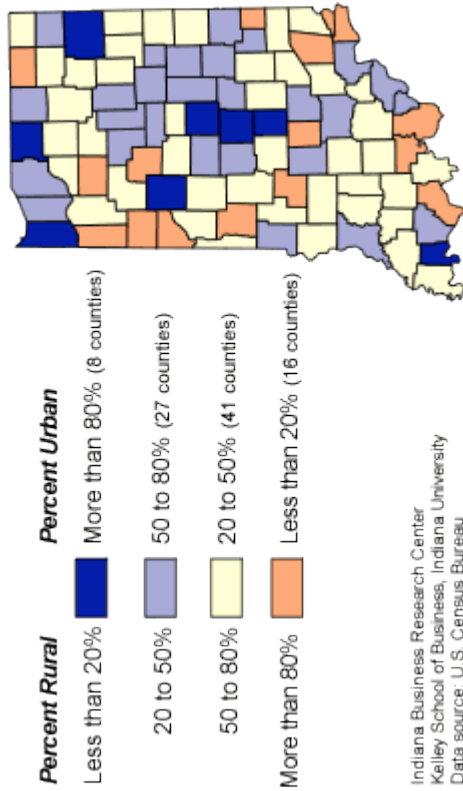 Percent Rural Percent Urban
Less than 20% More than 80% (8 counties)
20 to 50% 50 to 80% (27 counties)
50 to 80% 20 to 50% (41 counties)
More than 80% Less than 20% (16 counties)
Indiana Business Research Center
Kelley School of Business, Indiana University
Data source: U.S. Census Bureau